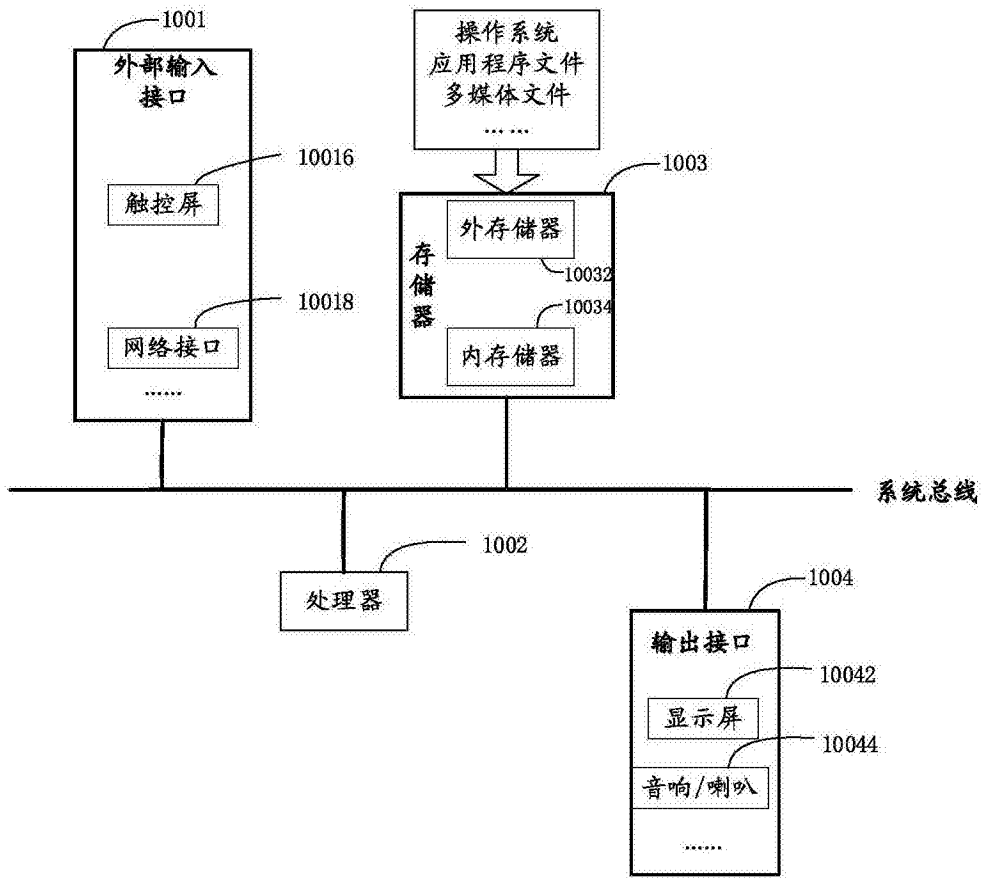 1001
外部输入
接口
10016
触控屏
10018
网络接口
……
操作系统
应用程序文件
多媒体文件
……
1003
存储器
外存储器
10032
10034
内存储器
系统总线
1002
处理器
1004
输出接口
10042
显示屏
10044
音响/喇叭
……